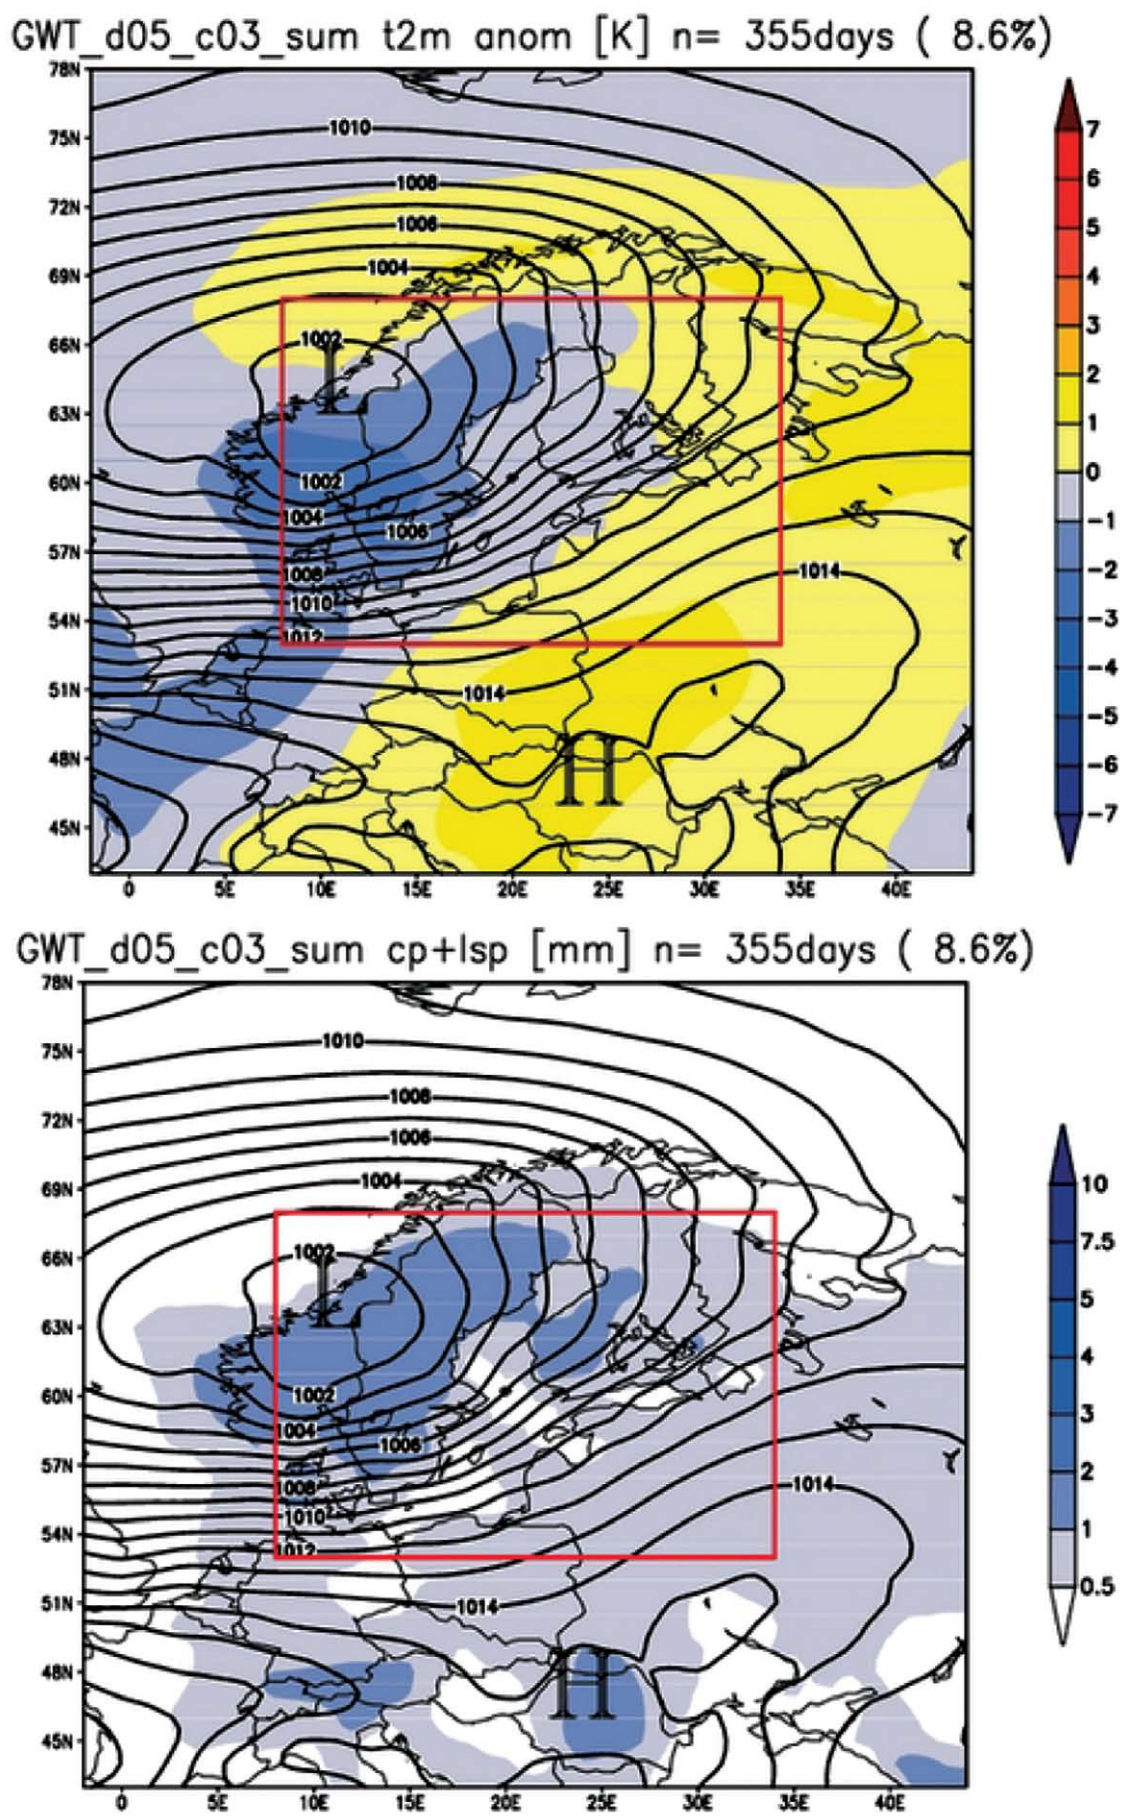 GWT_d05_c03_sum t2m anom [K] n= 355days ( 8.6%)
78N
75N
72N
69N
66N
63N
60N
57N
54N
51N
48N
45N
0
5E
10E
15E
20E
25E
30E
35E
40E
1010
1008
1006
1004
1002
L
1002
1004
1006
1008
1010
1012
1014
1014
H
7
6
5
4
3
2
1
0
-1
-2
-3
-4
-5
-6
-7
GWT_d05_c03_sum cp+lsp [mm] n= 355days ( 8.6%)
78N
75N
72N
69N
66N
63N
60N
57N
54N
51N
48N
45N
0
5E
10E
15E
20E
25E
30E
35E
40E
1010
1008
1006
1004
1002
L
1002
1004
1006
1008
1010
1012
1014
1014
H
10
7.5
5
4
3
2
1
0.5